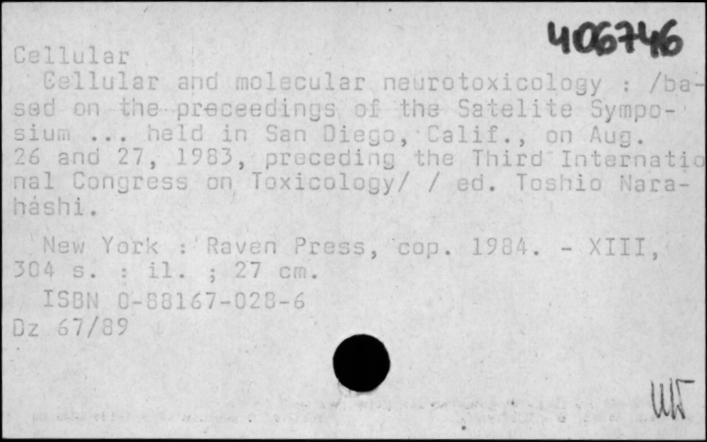 406746
Cellular
Cellular and molecular neurotoxicology : /ba-
sed on the proceedings of the Satelite Sympo-
sium ... held in San Diego, Calif., on Aug.
26 and 27, 1983, preceding the Third Internatio
nal Congress on Toxicology/ / ed. Toshio Nara-
hashi.
New York : Raven Press, cop. 1984. - XIII,
304 s. : il. ; 27 cm.
ISBN 0-88167-028-6
Dz 67/89